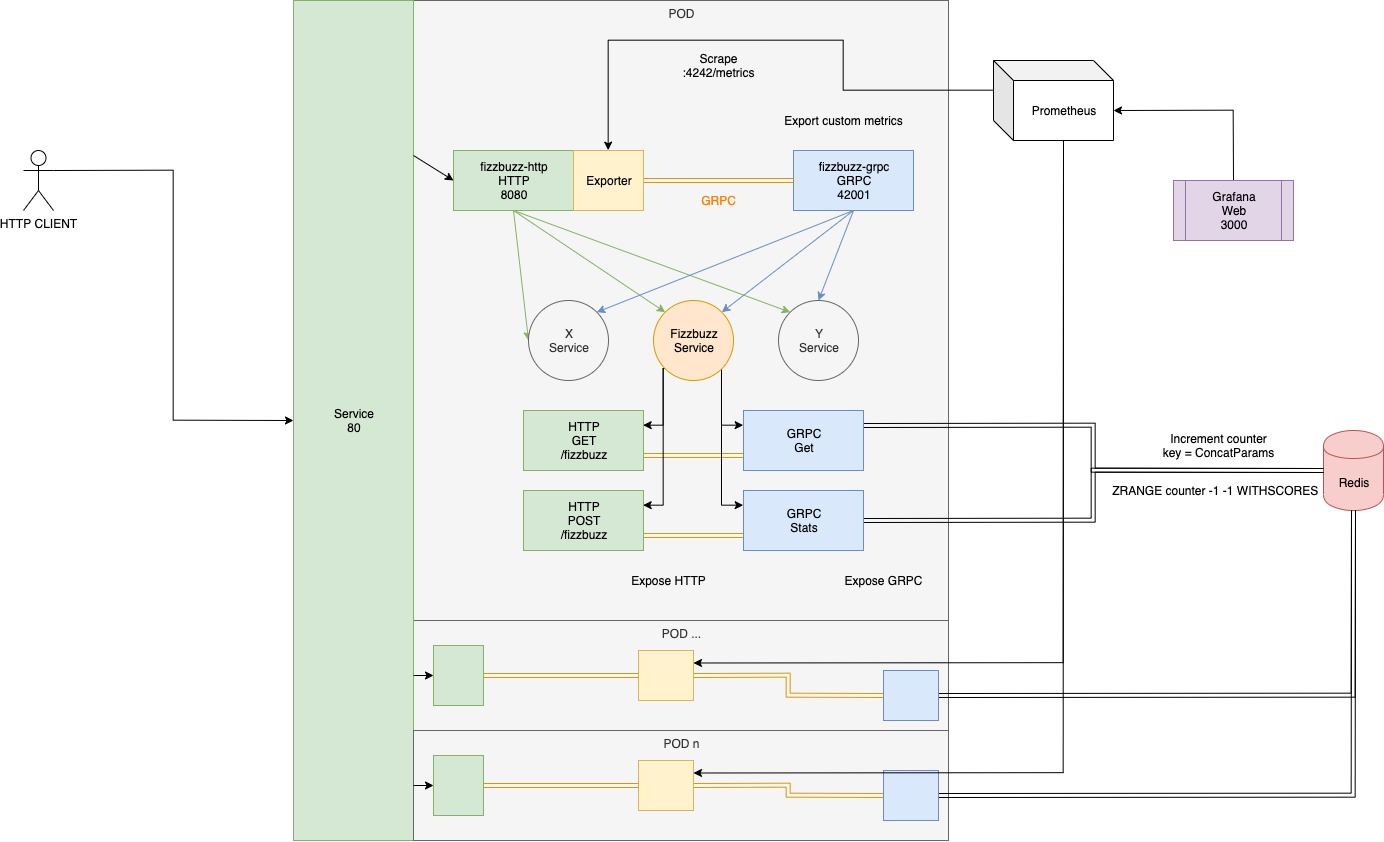 POD
Scrape
:4242/metrics
Prometheus
Export custom metrics
fizzbuzz-http
HTTP
8080
Exporter
GRPC
fizzbuzz-grpc
GRPC
42001
Grafana
Web
3000
HTTP CLIENT
X
Service
Fizzbuzz
Service
Y
Service
Service
80
HTTP
GET
/fizzbuzz
GRPC
Get
Increment counter
key = ConcatParams
ZRANGE counter -1 -1 WITHSCORES
Redis
HTTP
POST
/fizzbuzz
GRPC
Stats
Expose HTTP
Expose GRPC
POD ...
POD n